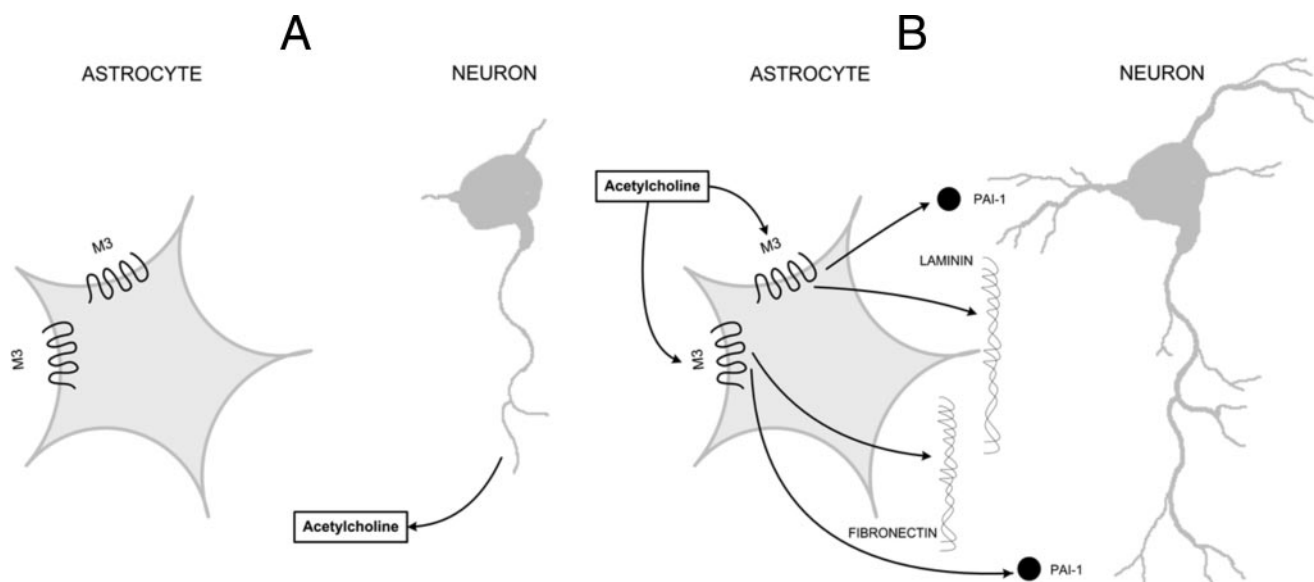 A
ASTROCYTE
NEURON
M3
M3
Acetylcholine
B
ASTROCYTE
NEURON
Acetylcholine
PAI-1
M3
LAMININ
M3
FIBRONECTIN
PAI-1